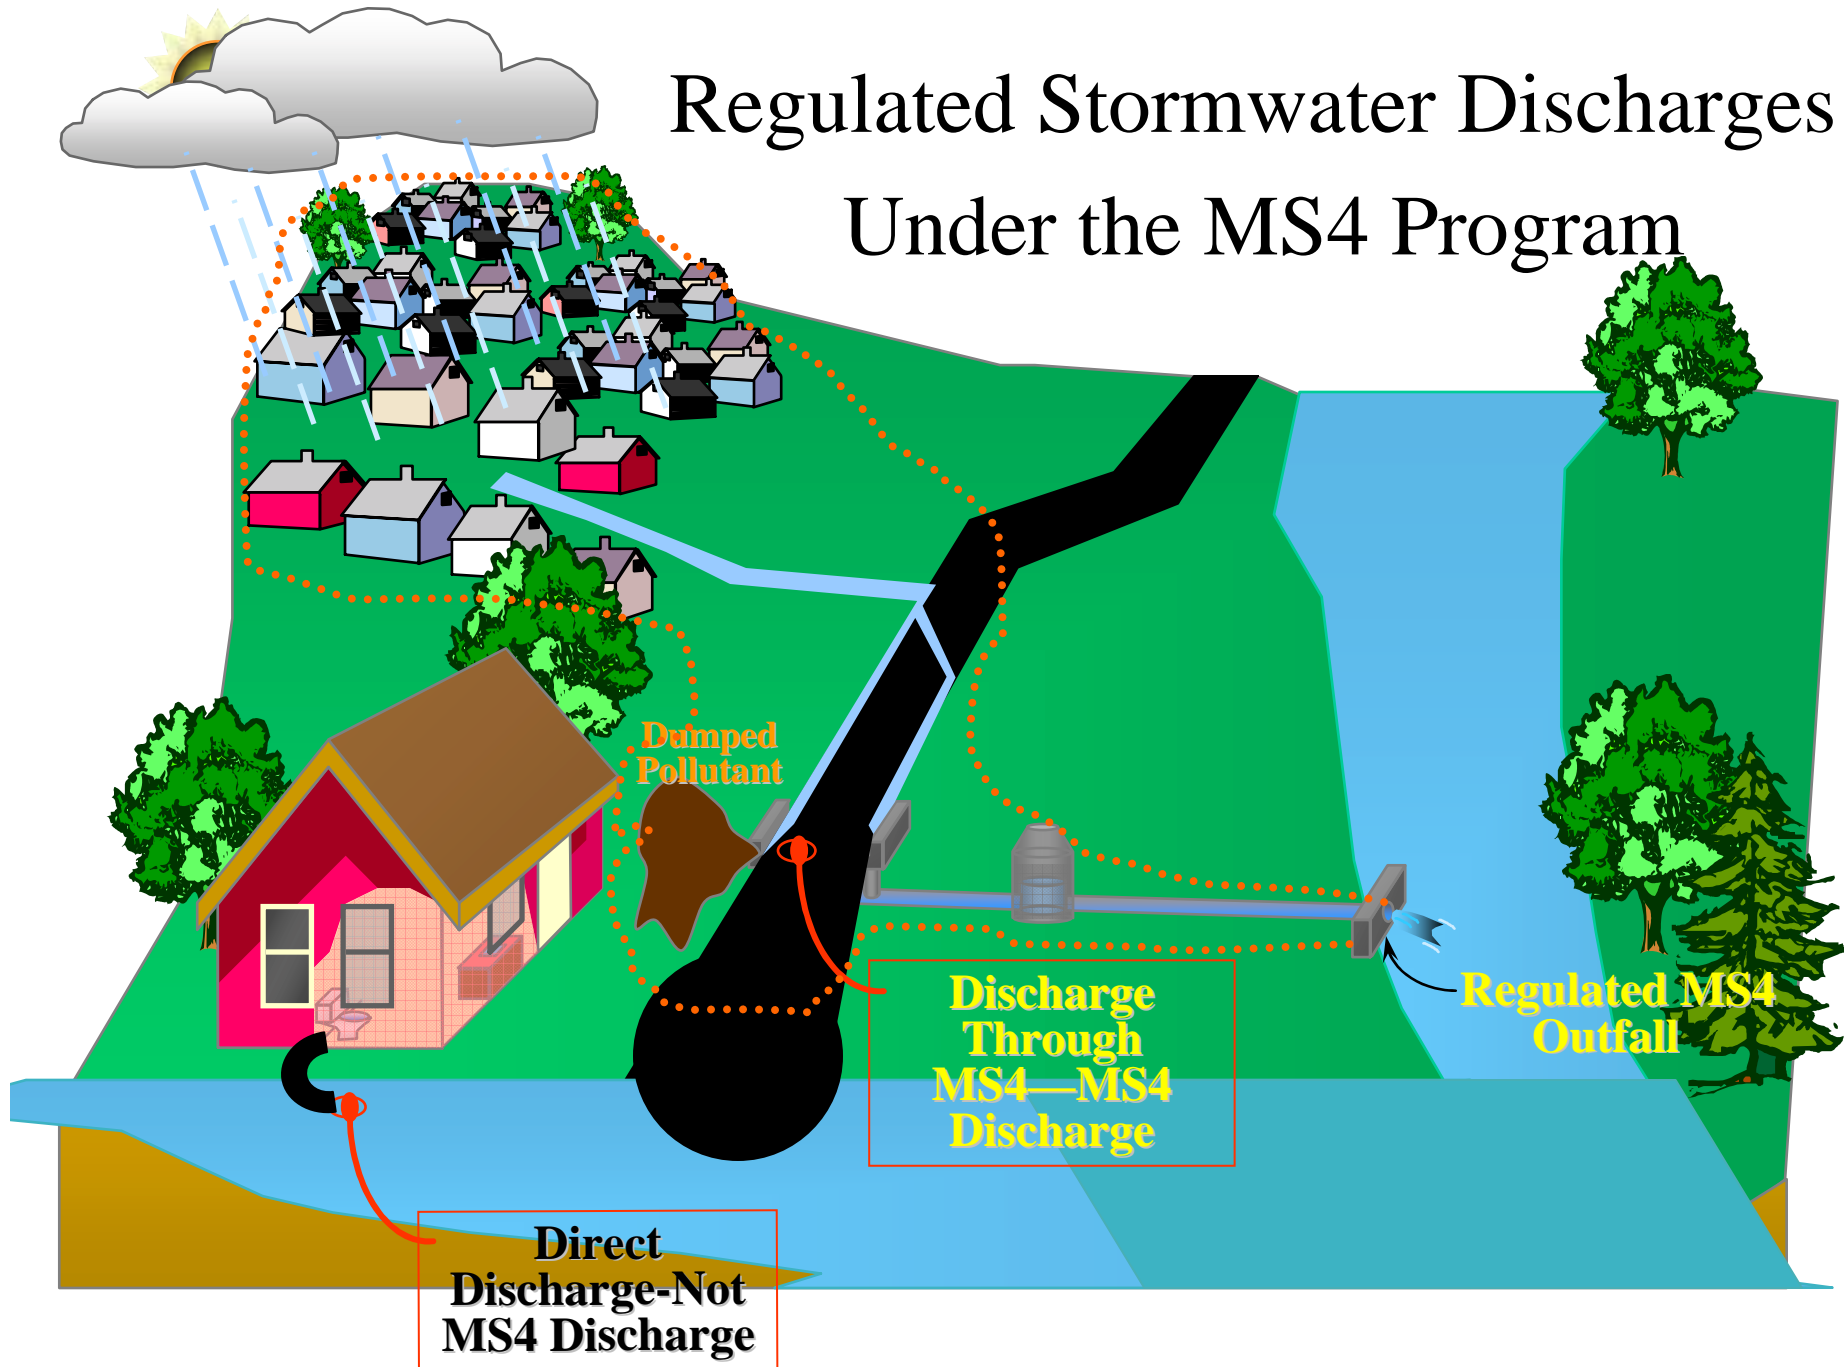 Regulated Stormwater Discharges
Under the MS4 Program
Dumped
Pollutant
Discharge
Through
MS4—MS4
Discharge
Regulated MS4
Outfall
Direct
Discharge-Not
MS4 Discharge